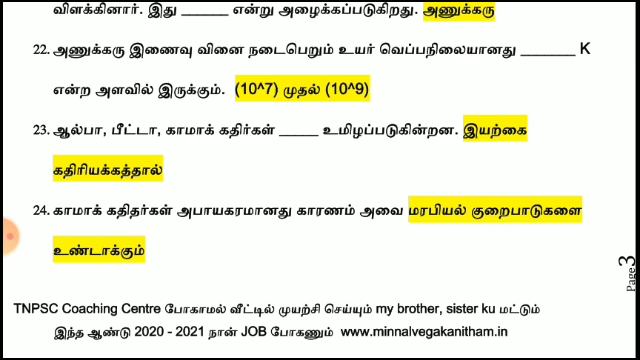 விளக்கினார். இது _______ என்று அழைக்கப்படுகிறது. அணுக்கரு
22. அணுக்கரு இணைவு வினை நடைபெறும் உயர் வெப்பநிலையானது ________ K
என்ற அளவில் இருக்கும். (10^7) முதல் (10^9)
23. ஆல்பா, பீட்டா, காமாக் கதிர்கள் _____ உமிழப்படுகின்றன. இயற்கை
கதிரியக்கத்தால்
24. காமாக் கதிதர்கள் அபாயகரமானது காரணம் அவை மரபியல் குறைபாடுகளை
உண்டாக்கும்
Page3
TNPSC Coaching Centre போகாமல் வீட்டில் முயற்சி செய்யும் my brother, sister ku மட்டும்
இந்த ஆண்டு 2020 - 2021 நான் JOB போகணும் www.minnalvegakanitham.in